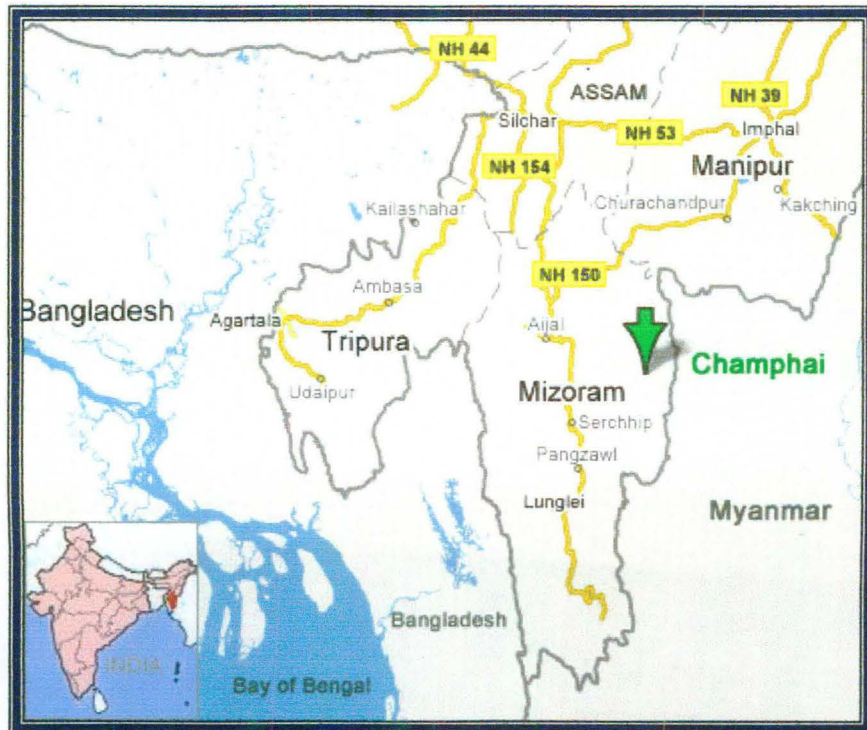 NH 44
ASSAM
NH 39
Silchar
NH 53
Imphal
NH 154
Manipur
Kailashahar
Churachandpur
Kakching
NH 150
Ambasa
Bangladesh
Agartala
Tripura
Aijal
Champhai
Udaipur
Mizoram
Serchhip
Pangzawl
Lunglei
Myanmar
Bangladesh
INDIA
Bay of Bengal